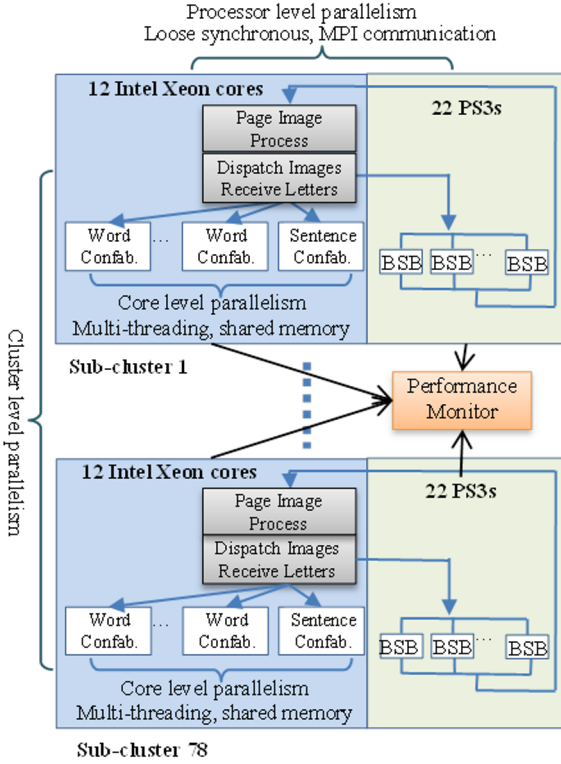 Processor level parallelism
Loose synchronous, MPI communication
12 Intel Xeon cores
22 PS3s
Page Image
Process
Dispatch Images
Receive Letters
Word
Confab.
...
Word
Confab.
Sentence
Confab.
BSB
BSB
...
BSB
Core level parallelism
Multi-threading, shared memory
Sub-cluster 1
Cluster level parallelism
Performance
Monitor
12 Intel Xeon cores
22 PS3s
Page Image
Process
Dispatch Images
Receive Letters
Word
Confab.
...
Word
Confab.
Sentence
Confab.
BSB
BSB
...
BSB
Core level parallelism
Multi-threading, shared memory
Sub-cluster 78